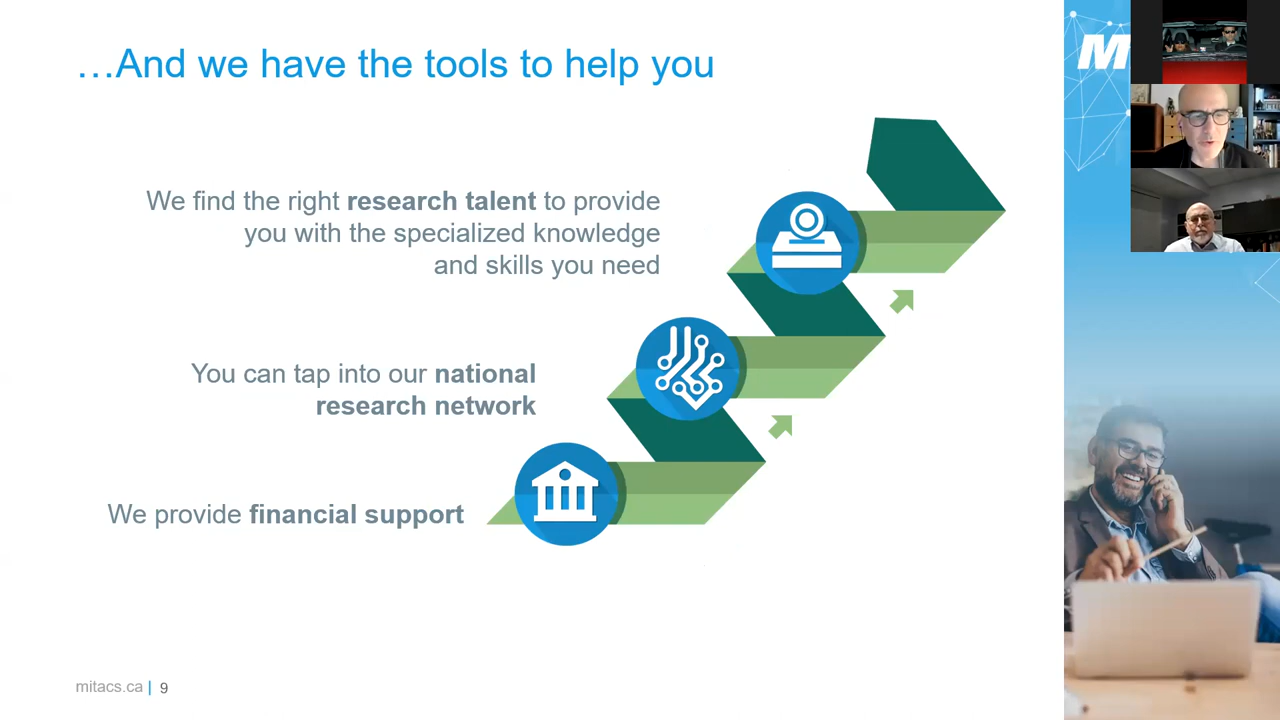 …And we have the tools to help you
We find the right research talent to provide
you with the specialized knowledge
and skills you need
You can tap into our national
research network
We provide financial support
mitacs.ca | 9
M